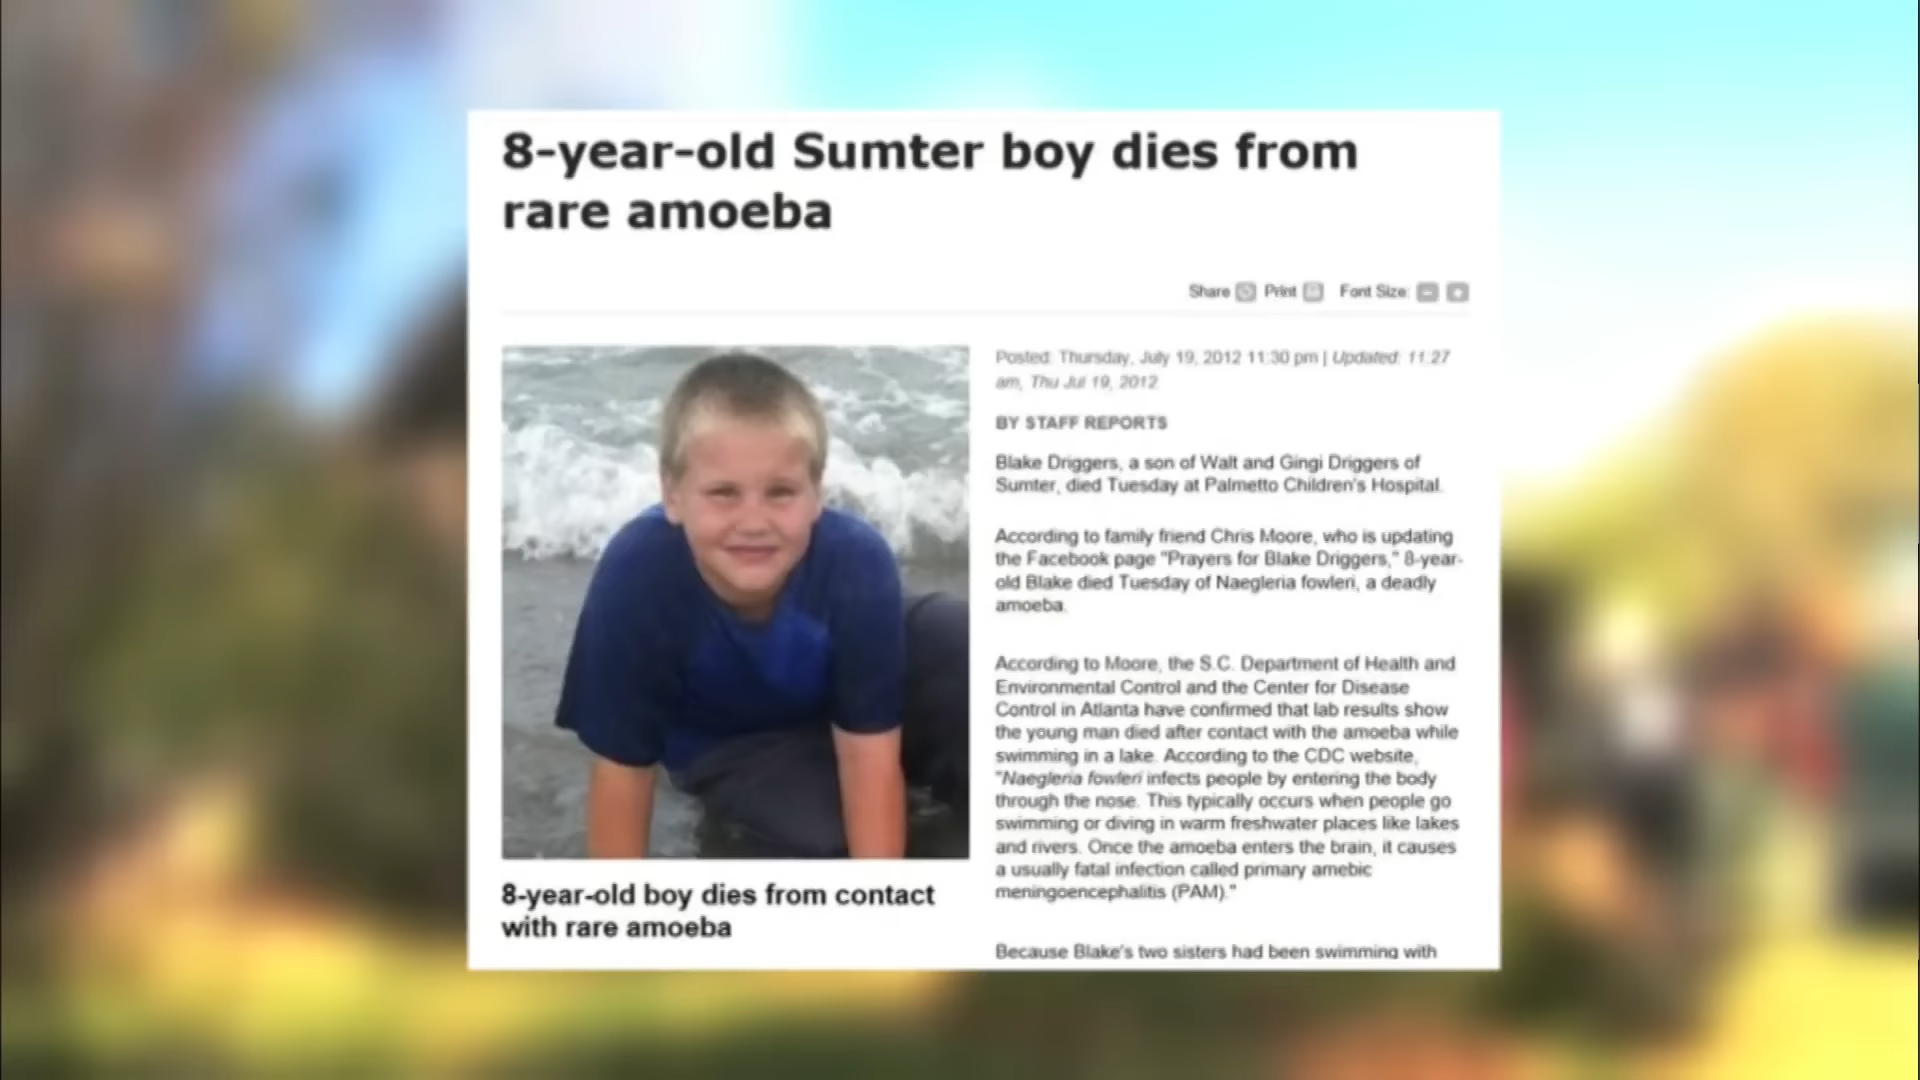 8-year-old Sumter boy dies from
rare amoeba
Share Print Font Size:
Posted: Thursday, July 19, 2012 11:30 pm | Updated: 11:27
am, Thu Jul 19, 2012.
BY STAFF REPORTS
Blake Driggers, a son of Walt and Gingi Driggers of
Sumter, died Tuesday at Palmetto Children's Hospital.
According to family friend Chris Moore, who is updating
the Facebook page "Prayers for Blake Driggers," 8-year-
old Blake died Tuesday of Naegleria fowleri, a deadly
amoeba.
According to Moore, the S.C. Department of Health and
Environmental Control and the Center for Disease
Control in Atlanta have confirmed that lab results show
the young man died after contact with the amoeba while
swimming in a lake. According to the CDC website,
"Naegleria fowleri infects people by entering the body
through the nose. This typically occurs when people go
swimming or diving in warm freshwater places like lakes
and rivers. Once the amoeba enters the brain, it causes
a usually fatal infection called primary amebic
meningoencephalitis (PAM)."
Because Blake's two sisters had been swimming with
8-year-old boy dies from contact
with rare amoeba